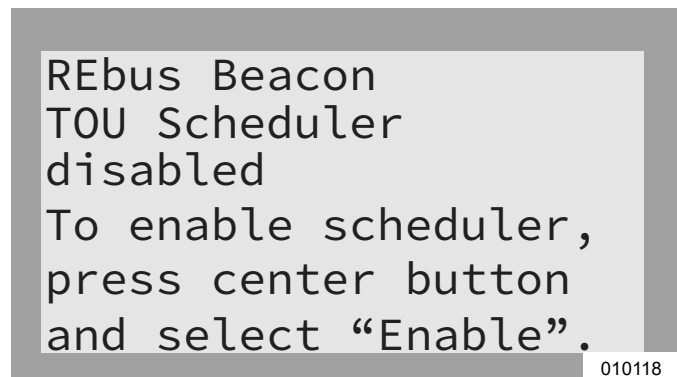 REbus Beacon
TOU Scheduler
disabled
To enable scheduler,
press center button
and select “Enable”.
010118